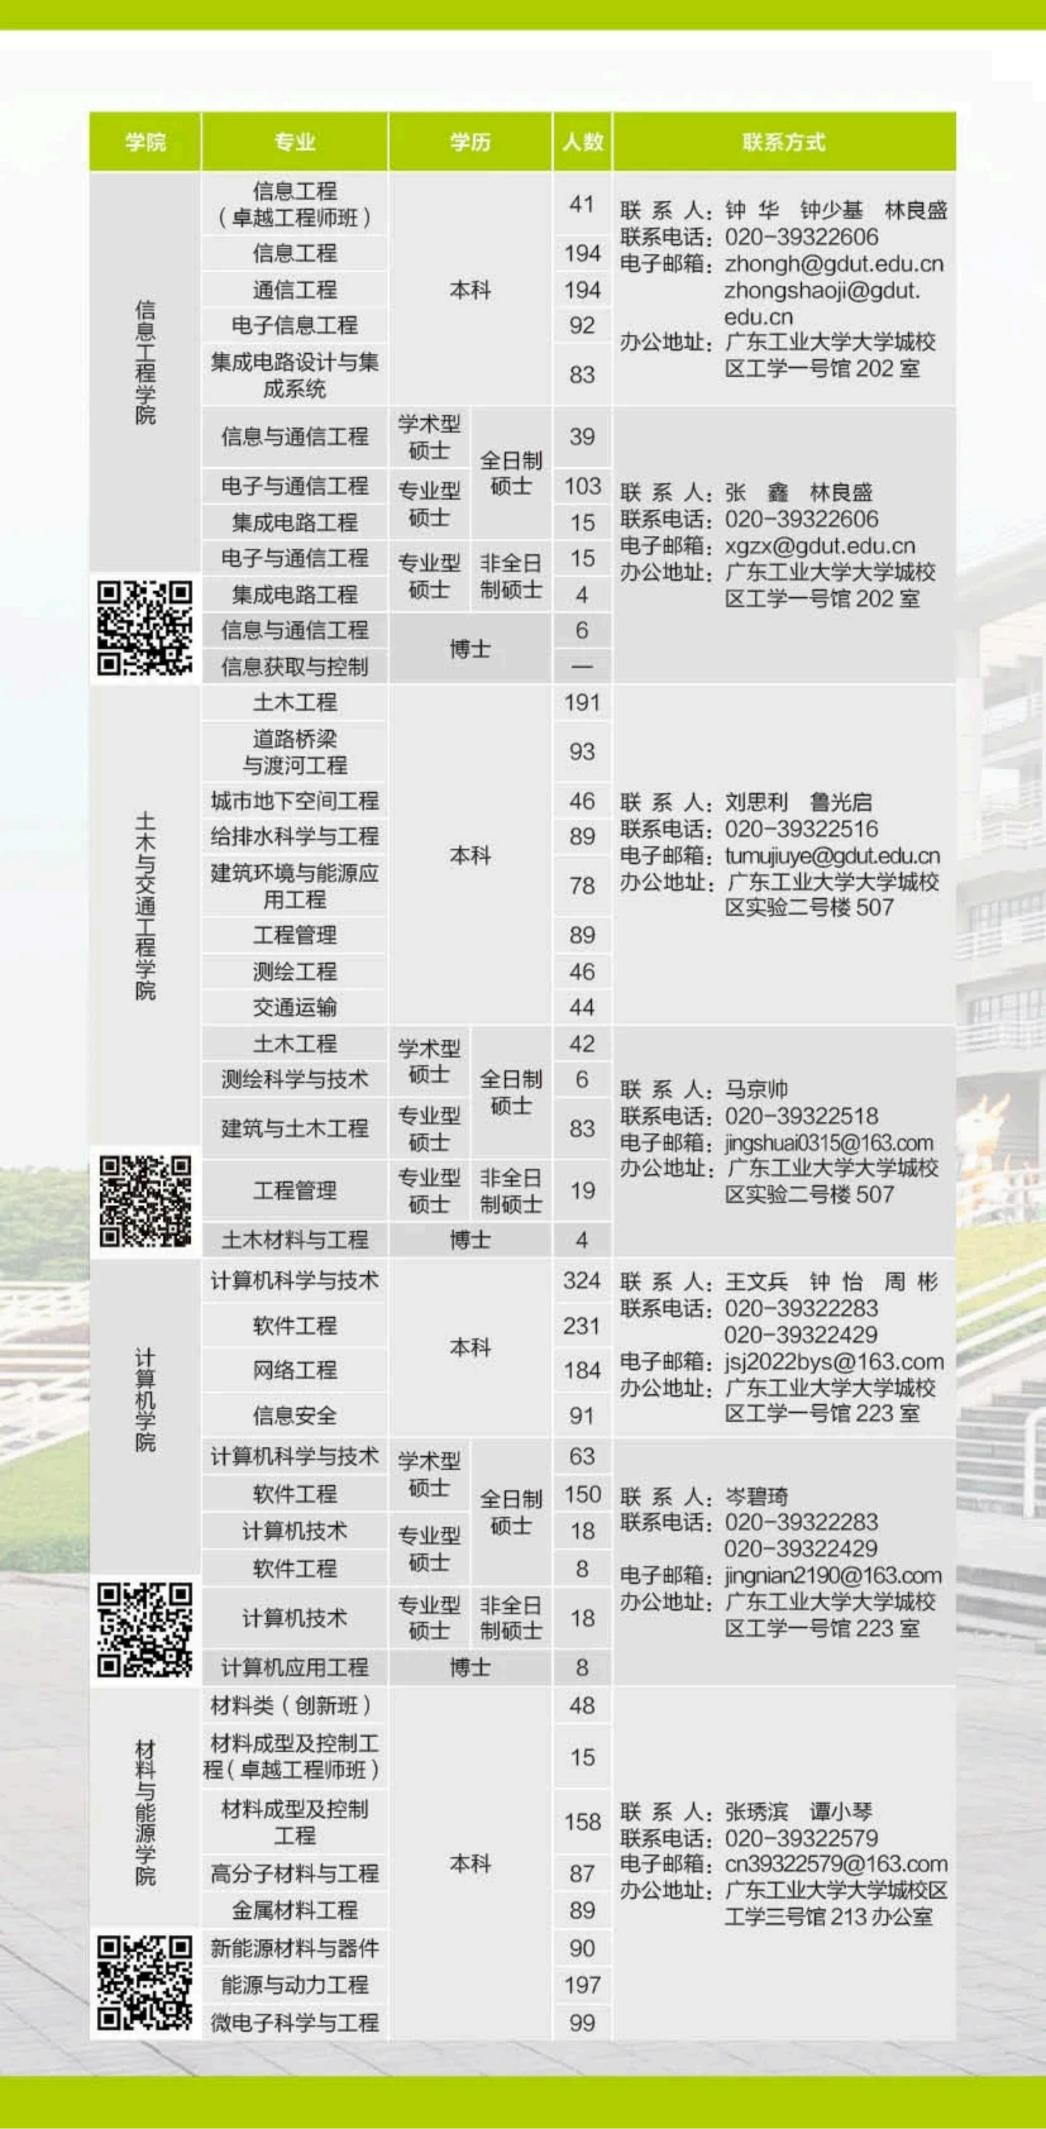 学院 专业 学历 人数 联系方式
信息工程学院
信息工程
（卓越工程师班）
41
信息工程 194
通信工程 194
电子信息工程 92
集成电路设计与集
成系统
83
本科
联 系 人：钟 华 钟少基 林良盛
联系电话：020-39322606
电子邮箱：zhongh@gdut.edu.cn
zhongshaoji@gdut.
edu.cn
办公地址：广东工业大学大学城校
区工学一号馆 202 室
信息与通信工程
学术型
硕士
39
全日制
硕士
电子与通信工程 103
集成电路工程 15
专业型
硕士
电子与通信工程 15
集成电路工程 4
专业型
硕士
非全日
制硕士
信息与通信工程 6
信息获取与控制 —
博士
联 系 人：张 鑫 林良盛
联系电话：020-39322606
电子邮箱：xgzx@gdut.edu.cn
办公地址：广东工业大学大学城校
区工学一号馆 202 室
土木与交通工程学院
土木工程 191
道路桥梁
与渡河工程
93
城市地下空间工程 46
给排水科学与工程 89
建筑环境与能源应
用工程
78
工程管理 89
测绘工程 46
交通运输 44
本科
联 系 人：刘思利 鲁光启
联系电话：020-39322516
电子邮箱：tumujiuye@gdut.edu.cn
办公地址：广东工业大学大学城校
区实验二号楼 507
土木工程 42
测绘科学与技术 6
学术型
硕士
全日制
硕士
建筑与土木工程
专业型
硕士
83
工程管理
专业型
硕士
非全日
制硕士
19
土木材料与工程 博士 4
联 系 人：马京帅
联系电话：020-39322518
电子邮箱：jingshuai0315@163.com
办公地址：广东工业大学大学城校
区实验二号楼 507
计算机学院
计算机科学与技术 324
软件工程 231
网络工程 184
信息安全 91
本科
联 系 人：王文兵 钟 怡 周 彬
联系电话：020-39322283
020-39322429
电子邮箱：jsj2022bys@163.com
办公地址：广东工业大学大学城校
区工学一号馆 223 室
计算机科学与技术 63
软件工程 150
学术型
硕士
全日制
硕士
计算机技术 18
软件工程 8
专业型
硕士
计算机技术
专业型
硕士
非全日
制硕士
18
计算机应用工程 博士 8
联 系 人：岑碧琦
联系电话：020-39322283
020-39322429
电子邮箱：jingnian2190@163.com
办公地址：广东工业大学大学城校
区工学一号馆 223 室
材料与能源学院
材料类（创新班） 48
材料成型及控制工
程（卓越工程师班）
15
材料成型及控制
工程
158
高分子材料与工程 87
金属材料工程 89
新能源材料与器件 90
能源与动力工程 197
微电子科学与工程 99
本科
联 系 人：张琇滨 谭小琴
联系电话：020-39322579
电子邮箱：cn39322579@163.com
办公地址：广东工业大学大学城校区
工学三号馆 213 办公室